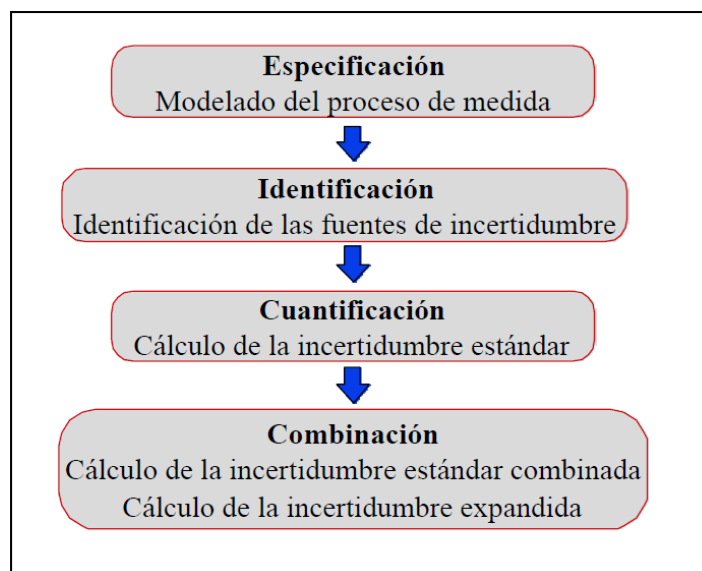 Especificación
Modelado del proceso de medida
Identificación
Identificación de las fuentes de incertidumbre
Cuantificación
Cálculo de la incertidumbre estándar
Combinación
Cálculo de la incertidumbre estándar combinada
Cálculo de la incertidumbre expandida